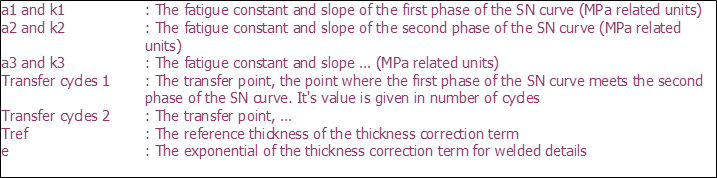 a1 and k1 : The fatigue constant and slope of the first phase of the SN curve (MPa related units)
a2 and k2 : The fatigue constant and slope of the second phase of the SN curve (MPa related
units)
a3 and k3 : The fatigue constant and slope ... (MPa related units)
Transfer cycles 1 : The transfer point, the point where the first phase of the SN curve meets the second
phase of the SN curve. It's value is given in number of cycles
Transfer cycles 2 : The transfer point, ...
Tref : The reference thickness of the thickness correction term
e : The exponential of the thickness correction term for welded details